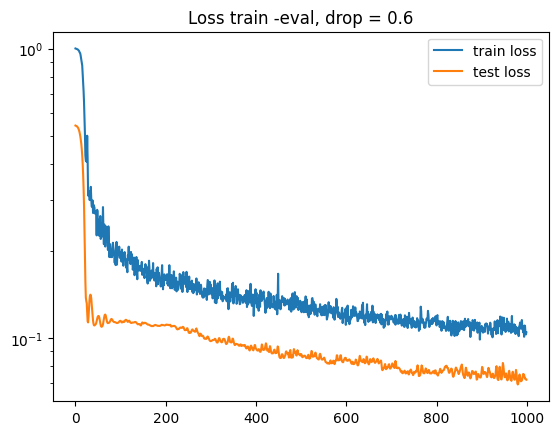 Loss train -eval, drop = 0.6
train loss
test loss
10⁰
10⁻¹
0 200 400 600 800 1000